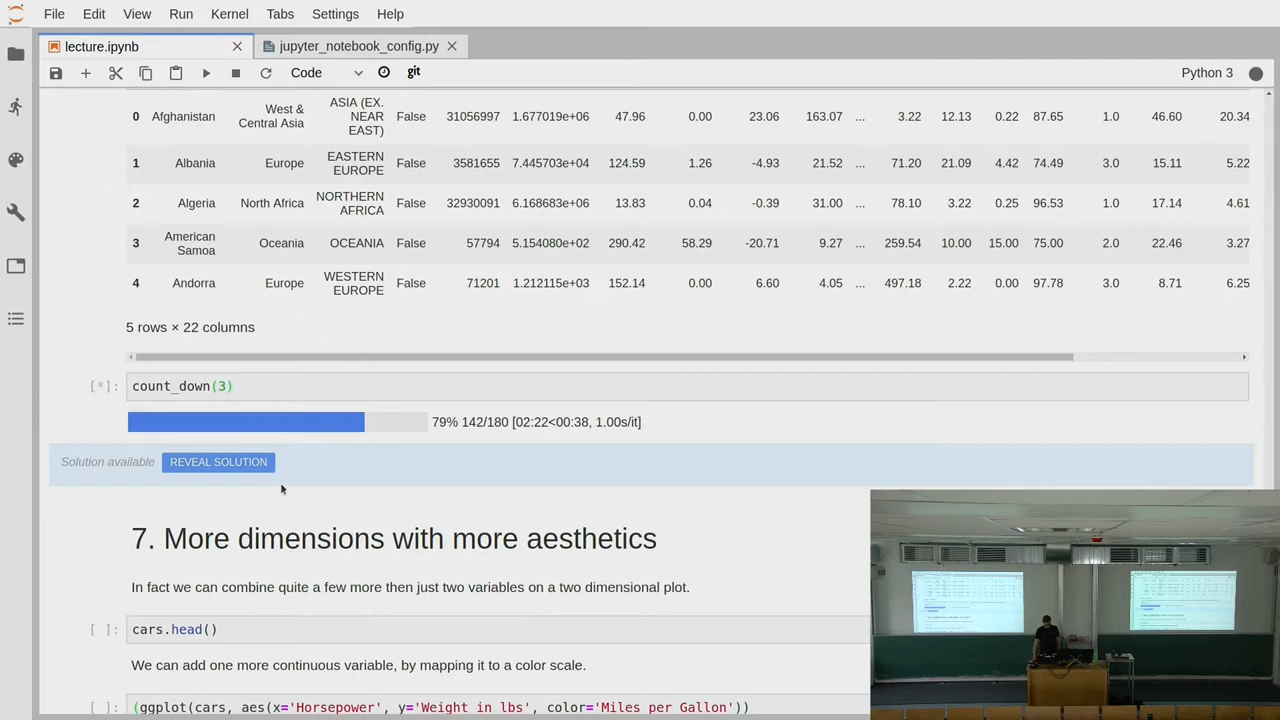 File Edit View Run Kernel Tabs Settings Help
lecture.ipynb jupyter_notebook_config.py
Code git Python 3
0 Afghanistan West & Central Asia ASIA (EX. NEAR EAST) False 31056997 1.677019e+06 47.96 0.00 23.06 163.07 ... 3.22 12.13 0.22 87.65 1.0 46.60 20.34
1 Albania Europe EASTERN EUROPE False 3581655 7.445703e+04 124.59 1.26 -4.93 21.52 ... 71.20 21.09 4.42 74.49 3.0 15.11 5.22
2 Algeria North Africa NORTHERN AFRICA False 32930091 6.168683e+06 13.83 0.04 -0.39 31.00 ... 78.10 3.22 0.25 96.53 1.0 17.14 4.61
3 American Samoa Oceania OCEANIA False 57794 5.154080e+02 290.42 58.29 -20.71 9.27 ... 259.54 10.00 15.00 75.00 2.0 22.46 3.27
4 Andorra Europe WESTERN EUROPE False 71201 1.212115e+03 152.14 0.00 6.60 4.05 ... 497.18 2.22 0.00 97.78 3.0 8.71 6.25
5 rows × 22 columns
[*]: count_down(3)
79% 142/180 [02:22<00:38, 1.00s/it]
Solution available REVEAL SOLUTION
7. More dimensions with more aesthetics
In fact we can combine quite a few more then just two variables on a two dimensional plot.
[ ]: cars.head()
We can add one more continuous variable, by mapping it to a color scale.
[ ]: (ggplot(cars, aes(x='Horsepower', y='Weight in lbs', color='Miles per Gallon'))